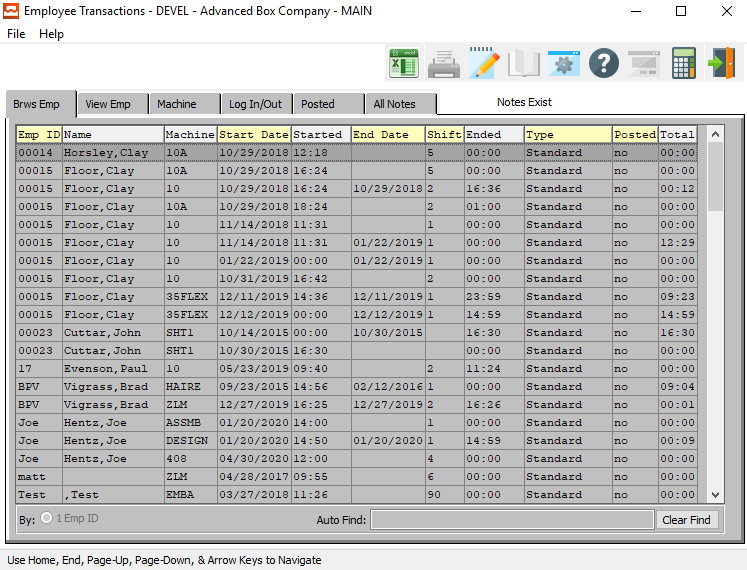 Employee Transactions - DEVEL - Advanced Box Company - MAIN
File Help
Brws Emp View Emp Machine Log In/Out Posted All Notes Notes Exist
Emp ID Name Machine Start Date Started End Date Shift Ended Type Posted Total
00014 Horsley,Clay 10A 10/29/2018 12:18 5 00:00 Standard no 00:00
00015 Floor,Clay 10A 10/29/2018 16:24 5 00:00 Standard no 00:00
00015 Floor,Clay 10 10/29/2018 16:24 10/29/2018 2 16:36 Standard no 00:12
00015 Floor,Clay 10A 10/29/2018 18:24 2 01:00 Standard no 00:00
00015 Floor,Clay 10 11/14/2018 11:31 1 00:00 Standard no 00:00
00015 Floor,Clay 10 11/14/2018 11:31 01/22/2019 1 00:00 Standard no 12:29
00015 Floor,Clay 10 01/22/2019 00:00 01/22/2019 1 00:00 Standard no 00:00
00015 Floor,Clay 10 10/31/2019 16:42 2 00:00 Standard no 00:00
00015 Floor,Clay 35FLEX 12/11/2019 14:36 12/11/2019 1 23:59 Standard no 09:23
00015 Floor,Clay 35FLEX 12/12/2019 00:00 12/12/2019 1 14:59 Standard no 14:59
00023 Cuttar,John SHT1 10/14/2015 00:00 10/30/2015 16:30 Standard no 16:30
00023 Cuttar,John SHT1 10/30/2015 16:30 00:00 Standard no 00:00
17 Evenson,Paul 10 05/23/2019 09:40 2 11:24 Standard no 00:00
BPV Vigrass,Brad HAIRE 09/23/2015 14:56 02/12/2016 1 00:00 Standard no 09:04
BPV Vigrass,Brad ZLM 12/27/2019 16:25 12/27/2019 2 16:26 Standard no 00:01
Joe Hentz,Joe ASSMB 01/20/2020 14:00 1 00:00 Standard no 00:00
Joe Hentz,Joe DESIGN 01/20/2020 14:50 01/20/2020 1 14:59 Standard no 00:09
Joe Hentz,Joe 408 04/30/2020 12:00 4 00:00 Standard no 00:00
matt ZLM 04/28/2017 09:55 6 00:00 Standard no 00:00
Test ,Test EMBA 03/27/2018 11:26 90 00:00 Standard no 00:00
By: 1 Emp ID Auto Find: Clear Find
Use Home, End, Page-Up, Page-Down, & Arrow Keys to Navigate